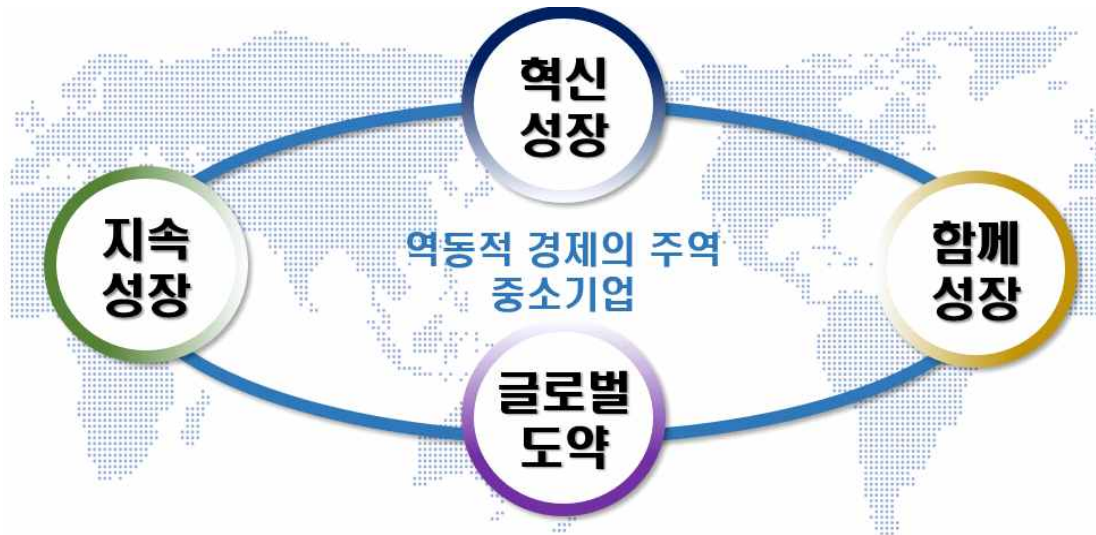 혁신
성장
지속
성장
역동적 경제의 주역
중소기업
함께
성장
글로벌
도약